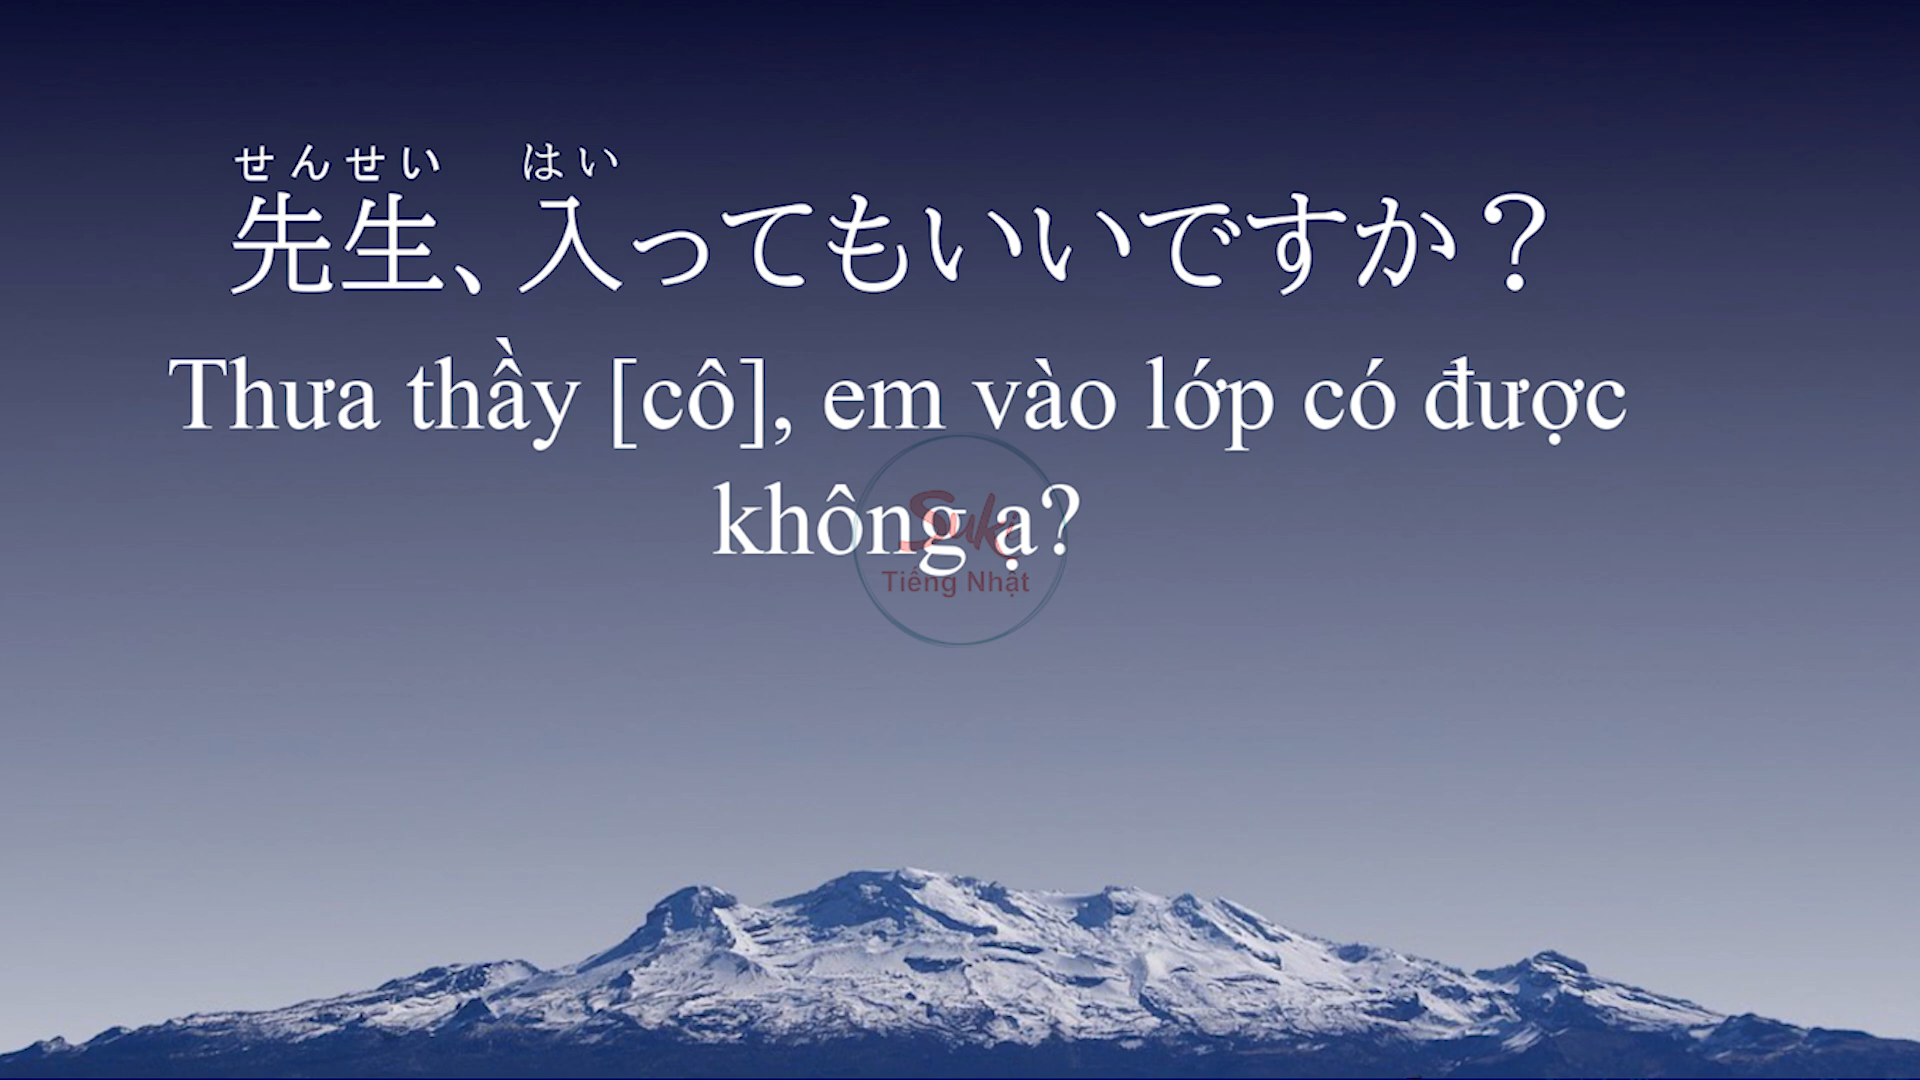 せんせい はい
先生、入ってもいいですか？
Thưa thầy [cô], em vào lớp có được
không ạ?
Suki
Tiếng Nhật